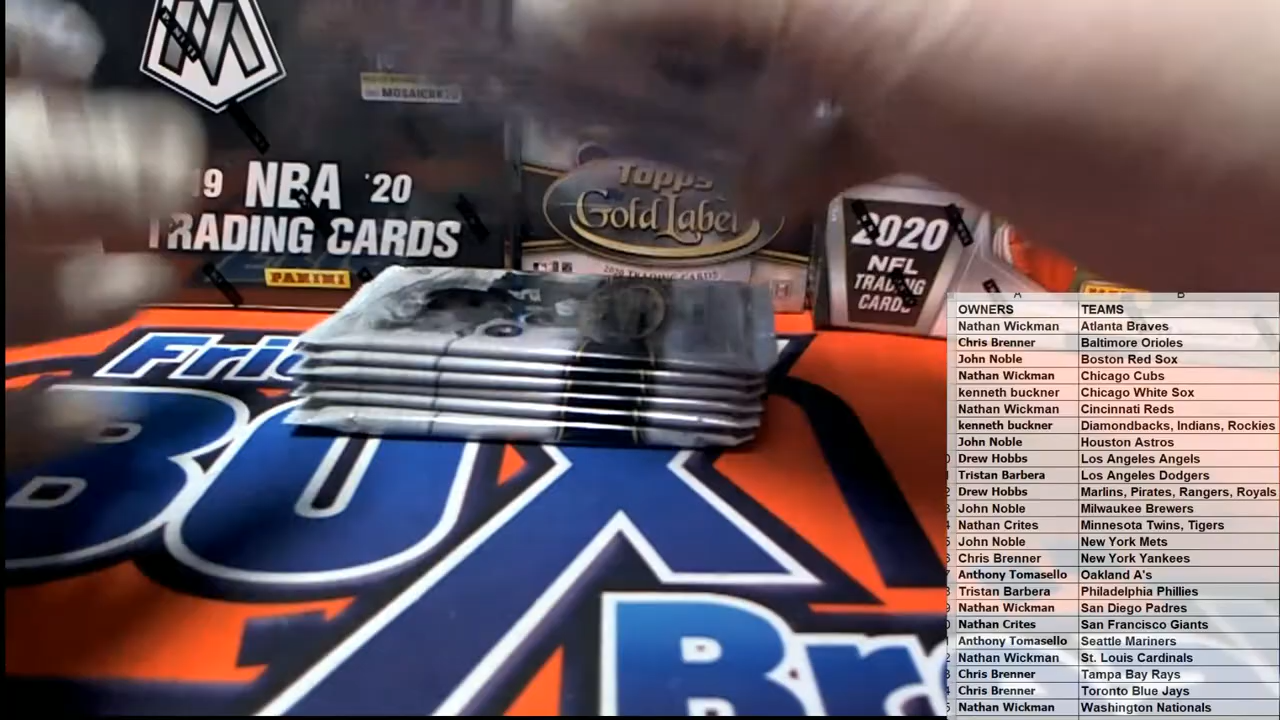 MOSAIC
19 NBA '20
TRADING CARDS
PANINI
Topps
Gold Label
2020 TRADING CARDS
2020
NFL
TRADING
CARDS
BOX
Br
A B
OWNERS TEAMS
Nathan Wickman Atlanta Braves
Chris Brenner Baltimore Orioles
John Noble Boston Red Sox
Nathan Wickman Chicago Cubs
kenneth buckner Chicago White Sox
Nathan Wickman Cincinnati Reds
kenneth buckner Diamondbacks, Indians, Rockies
John Noble Houston Astros
Drew Hobbs Los Angeles Angels
Tristan Barbera Los Angeles Dodgers
Drew Hobbs Marlins, Pirates, Rangers, Royals
John Noble Milwaukee Brewers
Nathan Crites Minnesota Twins, Tigers
John Noble New York Mets
Chris Brenner New York Yankees
Anthony Tomasello Oakland A's
Tristan Barbera Philadelphia Phillies
Nathan Wickman San Diego Padres
Nathan Crites San Francisco Giants
Anthony Tomasello Seattle Mariners
Nathan Wickman St. Louis Cardinals
Chris Brenner Tampa Bay Rays
Chris Brenner Toronto Blue Jays
Nathan Wickman Washington Nationals